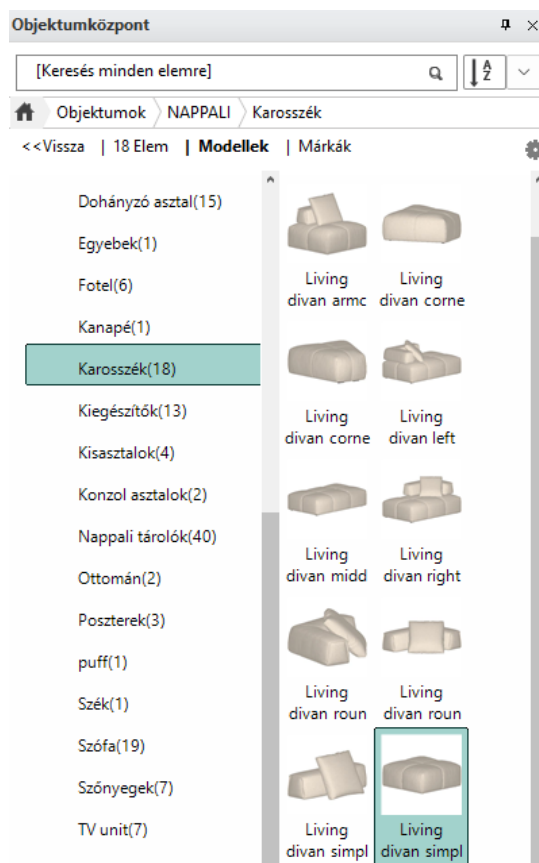 Objektumközpont
[Keresés minden elemre]
A
Z
Objektumok NAPPALI Karosszék
<<Vissza | 18 Elem | Modellek | Márkák
Dohányzó asztal(15)
Egyebek(1)
Fotel(6)
Kanapé(1)
Karosszék(18)
Kiegészítők(13)
Kisasztalok(4)
Konzol asztalok(2)
Nappali tárolók(40)
Ottomán(2)
Poszterek(3)
puff(1)
Szék(1)
Szófa(19)
Szőnyegek(7)
TV unit(7)
Living Living
divan armc divan corne
Living Living
divan corne divan left
Living Living
divan midd divan right
Living Living
divan roun divan roun
Living Living
divan simpl divan simpl